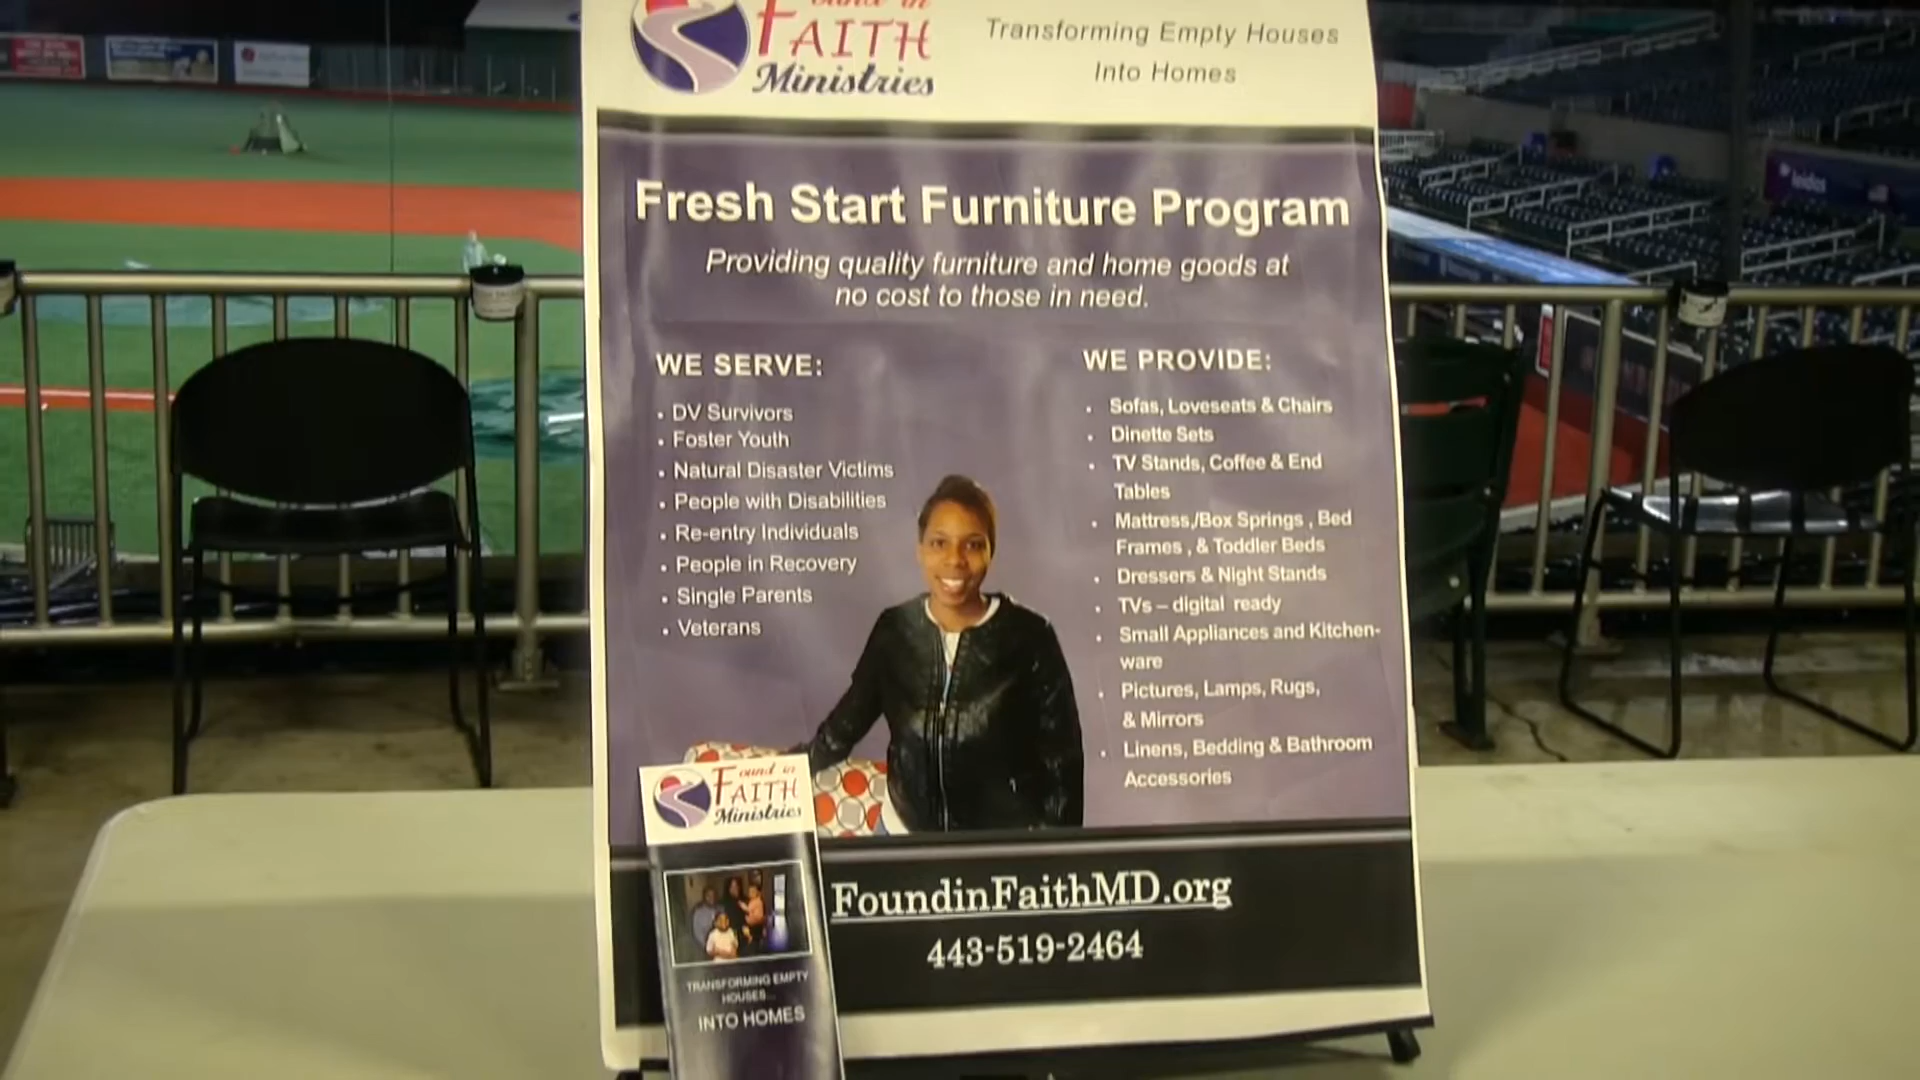 Found in
FAITH
Ministries
Transforming Empty Houses
Into Homes
Fresh Start Furniture Program
Providing quality furniture and home goods at
no cost to those in need.
WE SERVE:
• DV Survivors
• Foster Youth
• Natural Disaster Victims
• People with Disabilities
• Re-entry Individuals
• People in Recovery
• Single Parents
• Veterans
WE PROVIDE:
• Sofas, Loveseats & Chairs
• Dinette Sets
• TV Stands, Coffee & End
Tables
• Mattress,/Box Springs , Bed
Frames , & Toddler Beds
• Dressers & Night Stands
• TVs – digital ready
• Small Appliances and Kitchen-
ware
• Pictures, Lamps, Rugs,
& Mirrors
• Linens, Bedding & Bathroom
Accessories
FoundinFaithMD.org
443-519-2464
Found in
FAITH
Ministries
TRANSFORMING EMPTY
HOUSES...
INTO HOMES
leidos